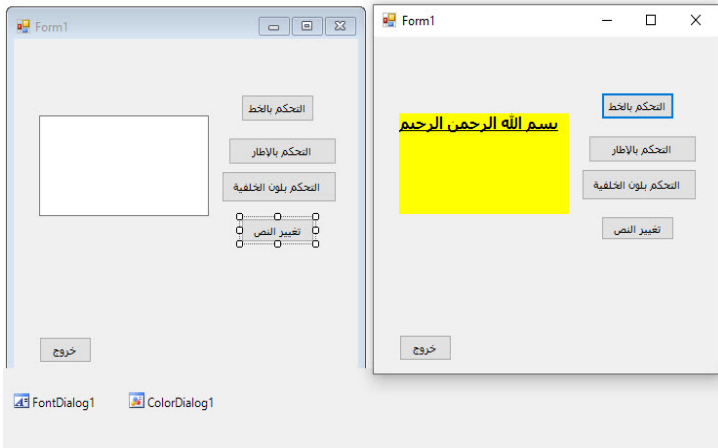 Form1
التحكم بالخط
التحكم بالإطار
التحكم بلون الخلفية
تغيير النص
خروج
FontDialog1
ColorDialog1
Form1
بسم الله الرحمن الرحيم
التحكم بالخط
التحكم بالإطار
التحكم بلون الخلفية
تغيير النص
خروج